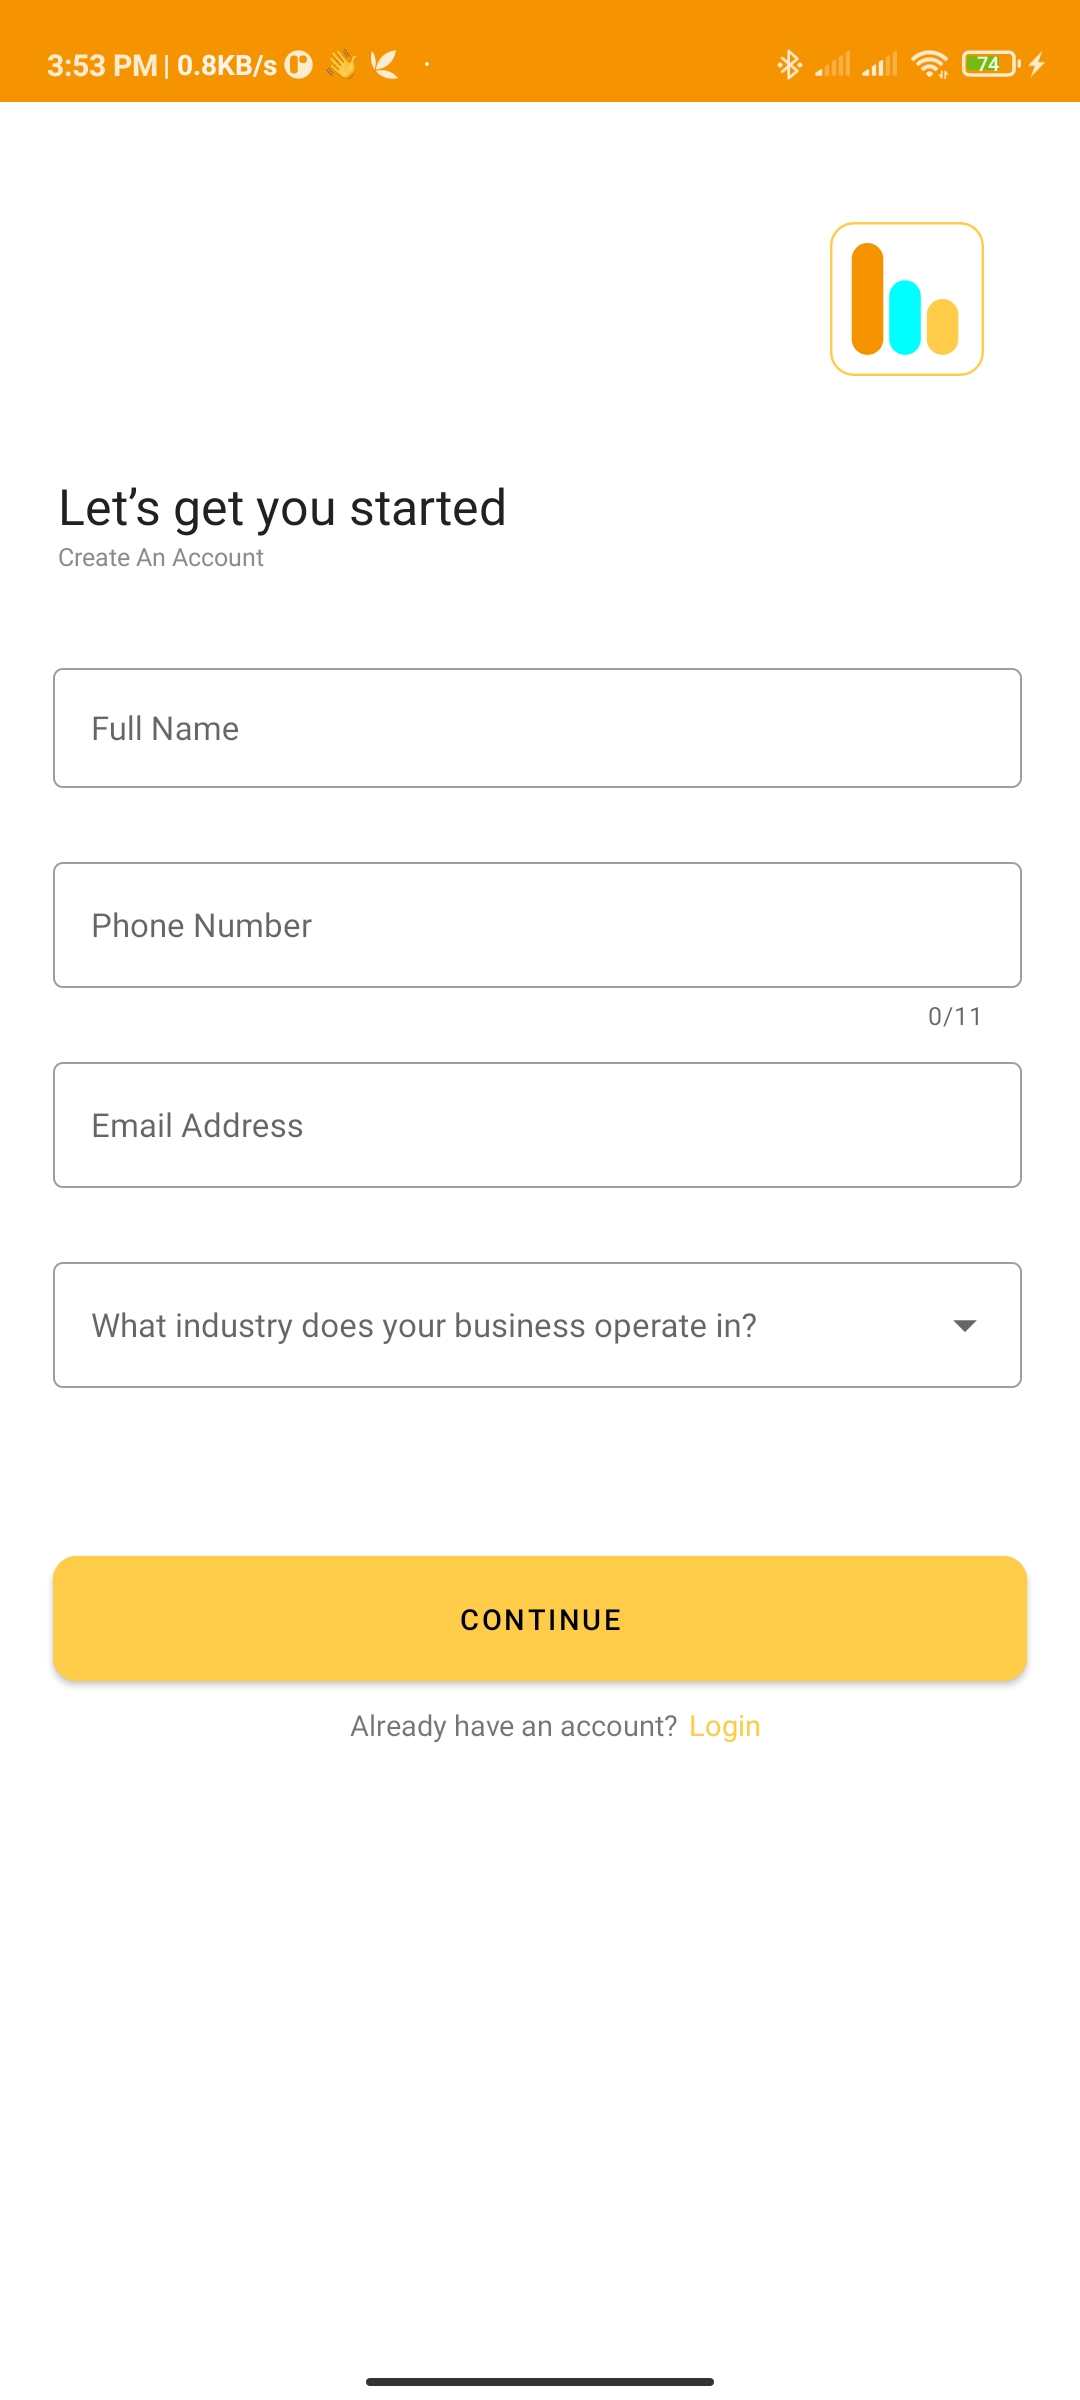 3:53 PM | 0.8KB/s
74
Let’s get you started
Create An Account
Full Name
Phone Number
0/11
Email Address
What industry does your business operate in?
CONTINUE
Already have an account? Login